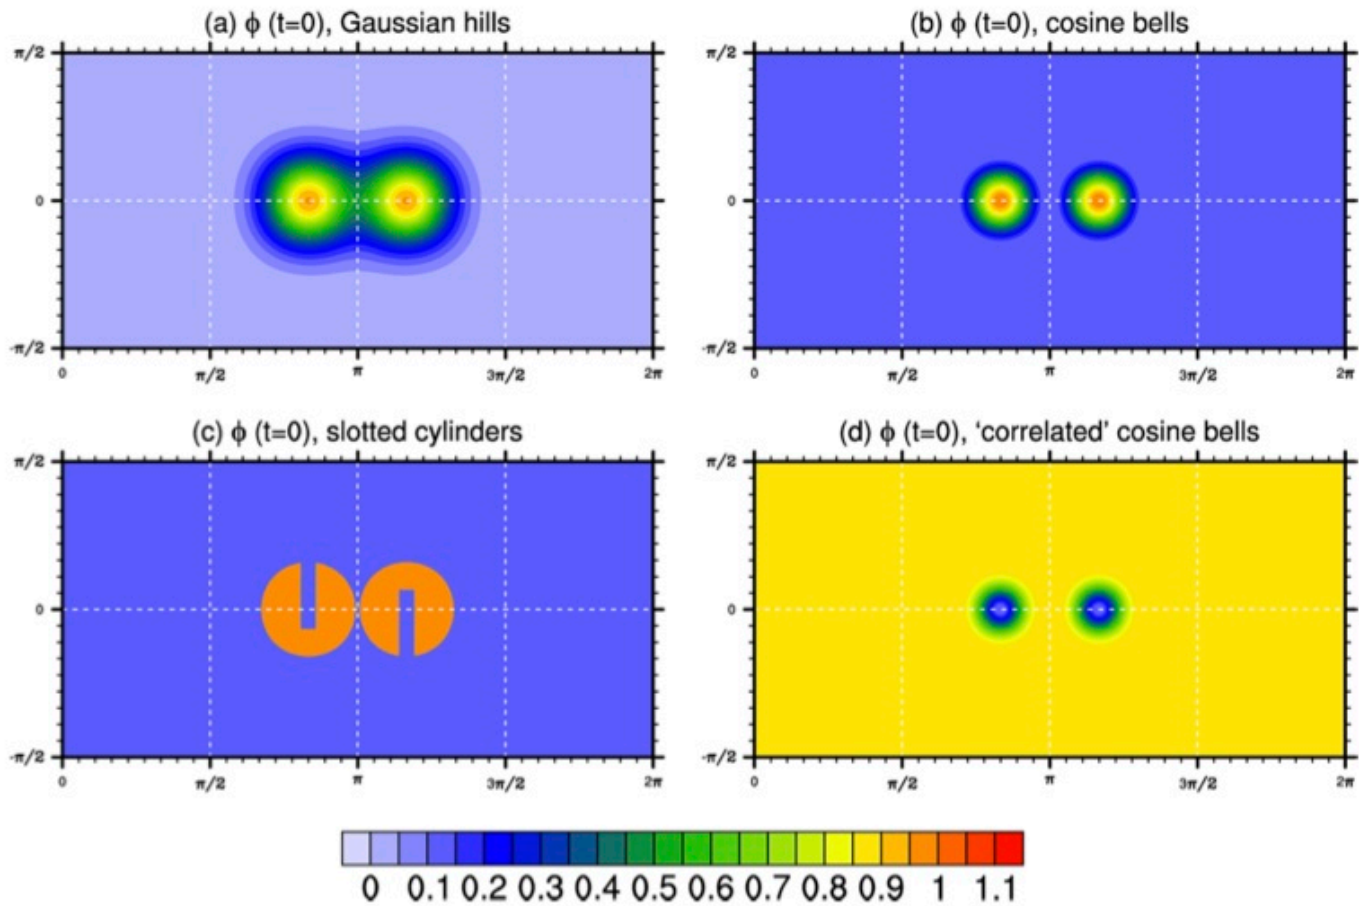 (a) ϕ (t=0), Gaussian hills
(b) ϕ (t=0), cosine bells
π/2
π/2
0
0
-π/2
-π/2
0 π/2 π 3π/2 2π
0 π/2 π 3π/2 2π
(c) ϕ (t=0), slotted cylinders
(d) ϕ (t=0), ‘correlated’ cosine bells
π/2
π/2
0
0
-π/2
-π/2
0 π/2 π 3π/2 2π
0 π/2 π 3π/2 2π
0 0.1 0.2 0.3 0.4 0.5 0.6 0.7 0.8 0.9 1 1.1